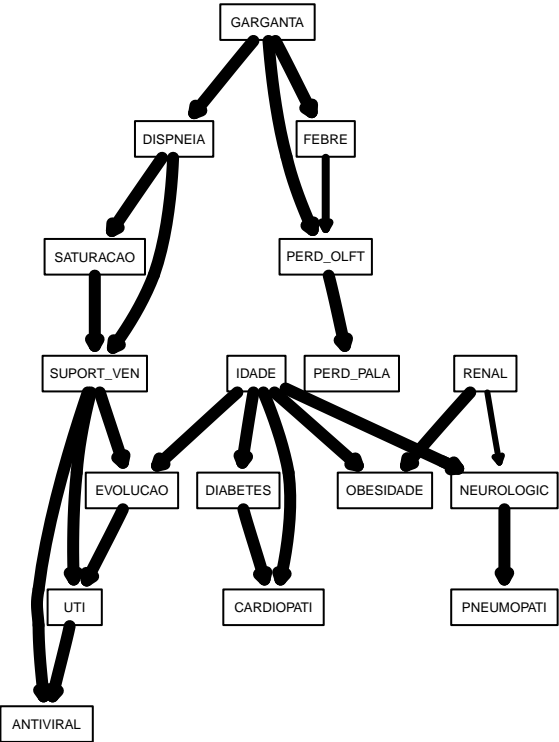 GARGANTA
DISPNEIA
FEBRE
SATURACAO
PERD_OLFT
SUPORT_VEN
IDADE
PERD_PALA
RENAL
EVOLUCAO
DIABETES
OBESIDADE
NEUROLOGIC
UTI
CARDIOPATI
PNEUMOPATI
ANTIVIRAL